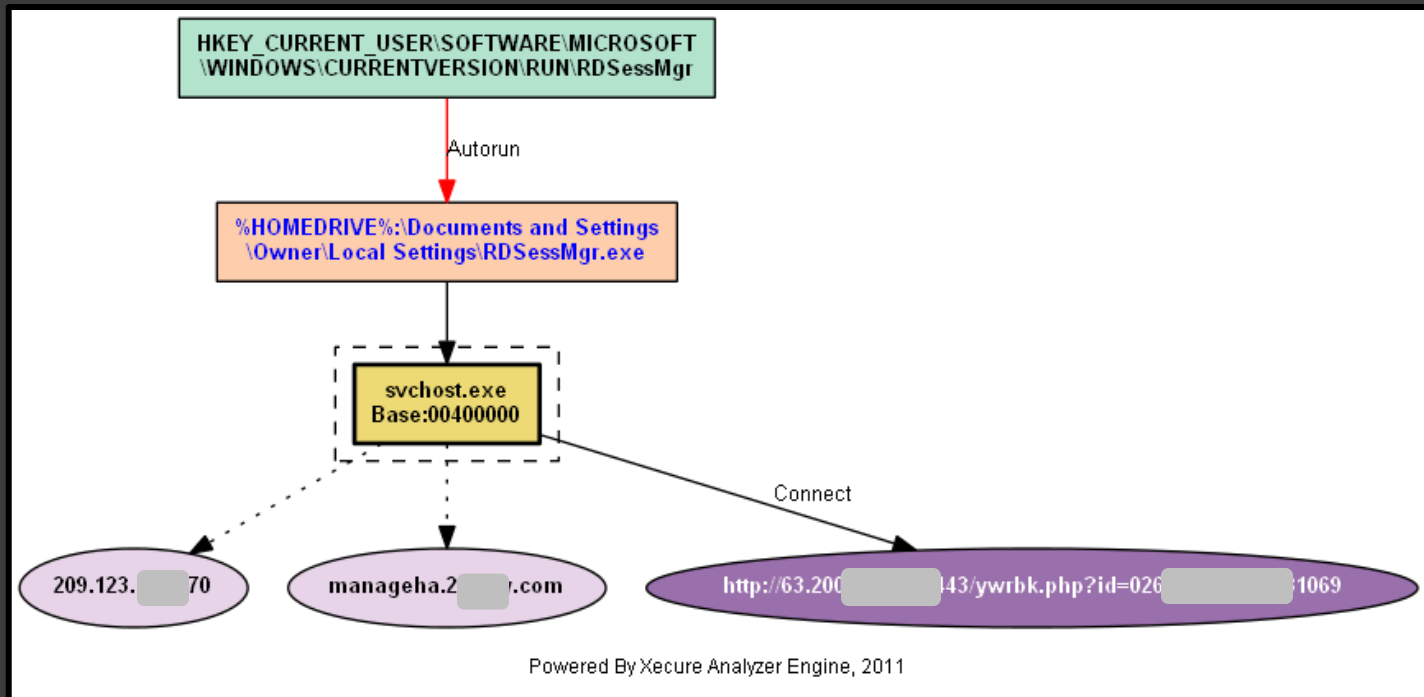 HKEY_CURRENT_USER\SOFTWARE\MICROSOFT
\WINDOWS\CURRENTVERSION\RUN\RDSessMgr
Autorun
%HOMEDRIVE%:\Documents and Settings
\Owner\Local Settings\RDSessMgr.exe
svchost.exe
Base:00400000
Connect
209.123. 70
manageha.2 .com
http://63.200 443/ywrbk.php?id=026 1069
Powered By Xecure Analyzer Engine, 2011